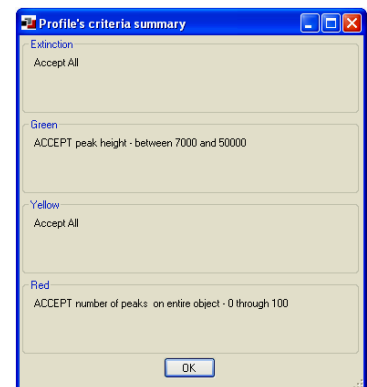 Profile's criteria summary
Extinction
Accept All
Green
ACCEPT peak height - between 7000 and 50000
Yellow
Accept All
Red
ACCEPT number of peaks  on entire object - 0 through 100
OK